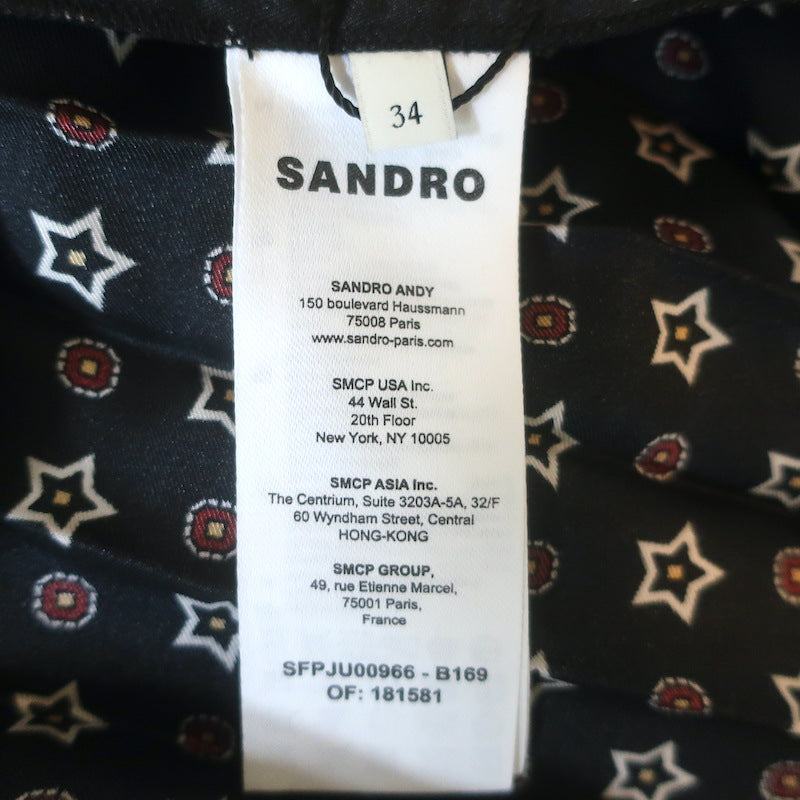 34
SANDRO
SANDRO ANDY
150 boulevard Haussmann
75008 Paris
www.sandro-paris.com
SMCP USA Inc.
44 Wall St.
20th Floor
New York, NY 10005
SMCP ASIA Inc.
The Centrium, Suite 3203A-5A, 32/F
60 Wyndham Street, Central
HONG-KONG
SMCP GROUP,
49, rue Etienne Marcel,
75001 Paris,
France
SFPJU00966 - B169
OF: 181581